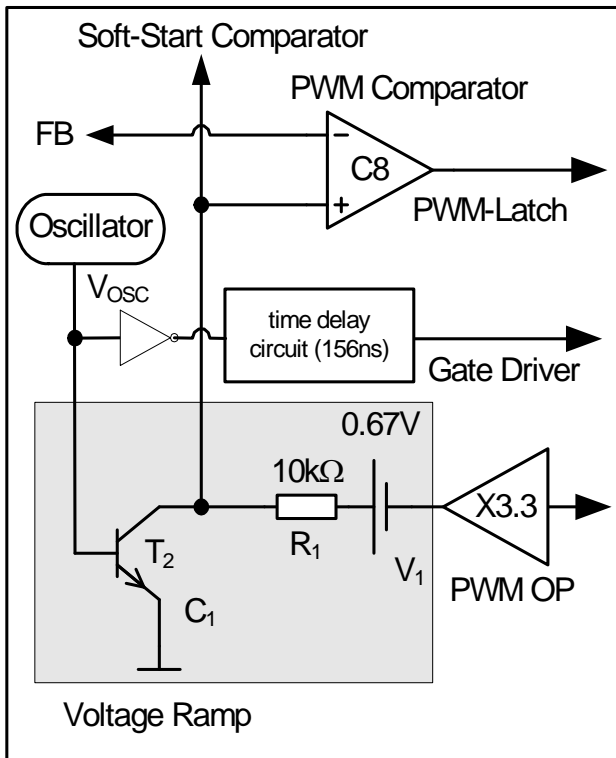 Soft-Start Comparator
PWM Comparator
FB
−
C8
+
PWM-Latch
Oscillator
VOSC
time delay
circuit (156ns)
Gate Driver
0.67V
10kΩ
X3.3
R1
T2
V1
PWM OP
C1
Voltage Ramp